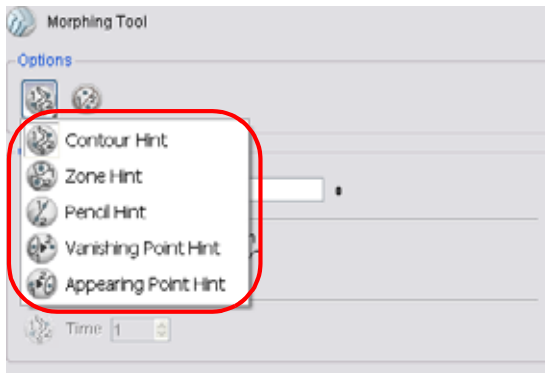 Morphing Tool
Options
Contour Hint
Zone Hint
Pencil Hint
Vanishing Point Hint
Appearing Point Hint
Time 1